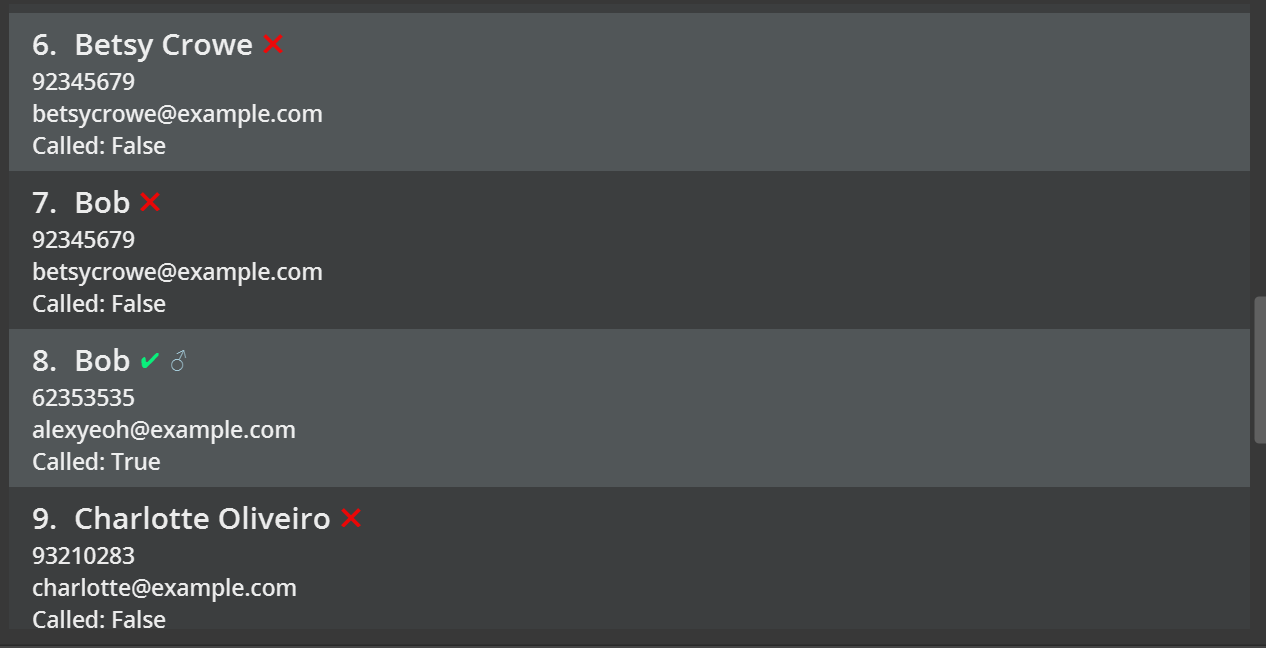 6. Betsy Crowe ❌
92345679
betsycrowe@example.com
Called: False
7. Bob ❌
92345679
betsycrowe@example.com
Called: False
8. Bob ✔ ♂
62353535
alexyeoh@example.com
Called: True
9. Charlotte Oliveiro ❌
93210283
charlotte@example.com
Called: False